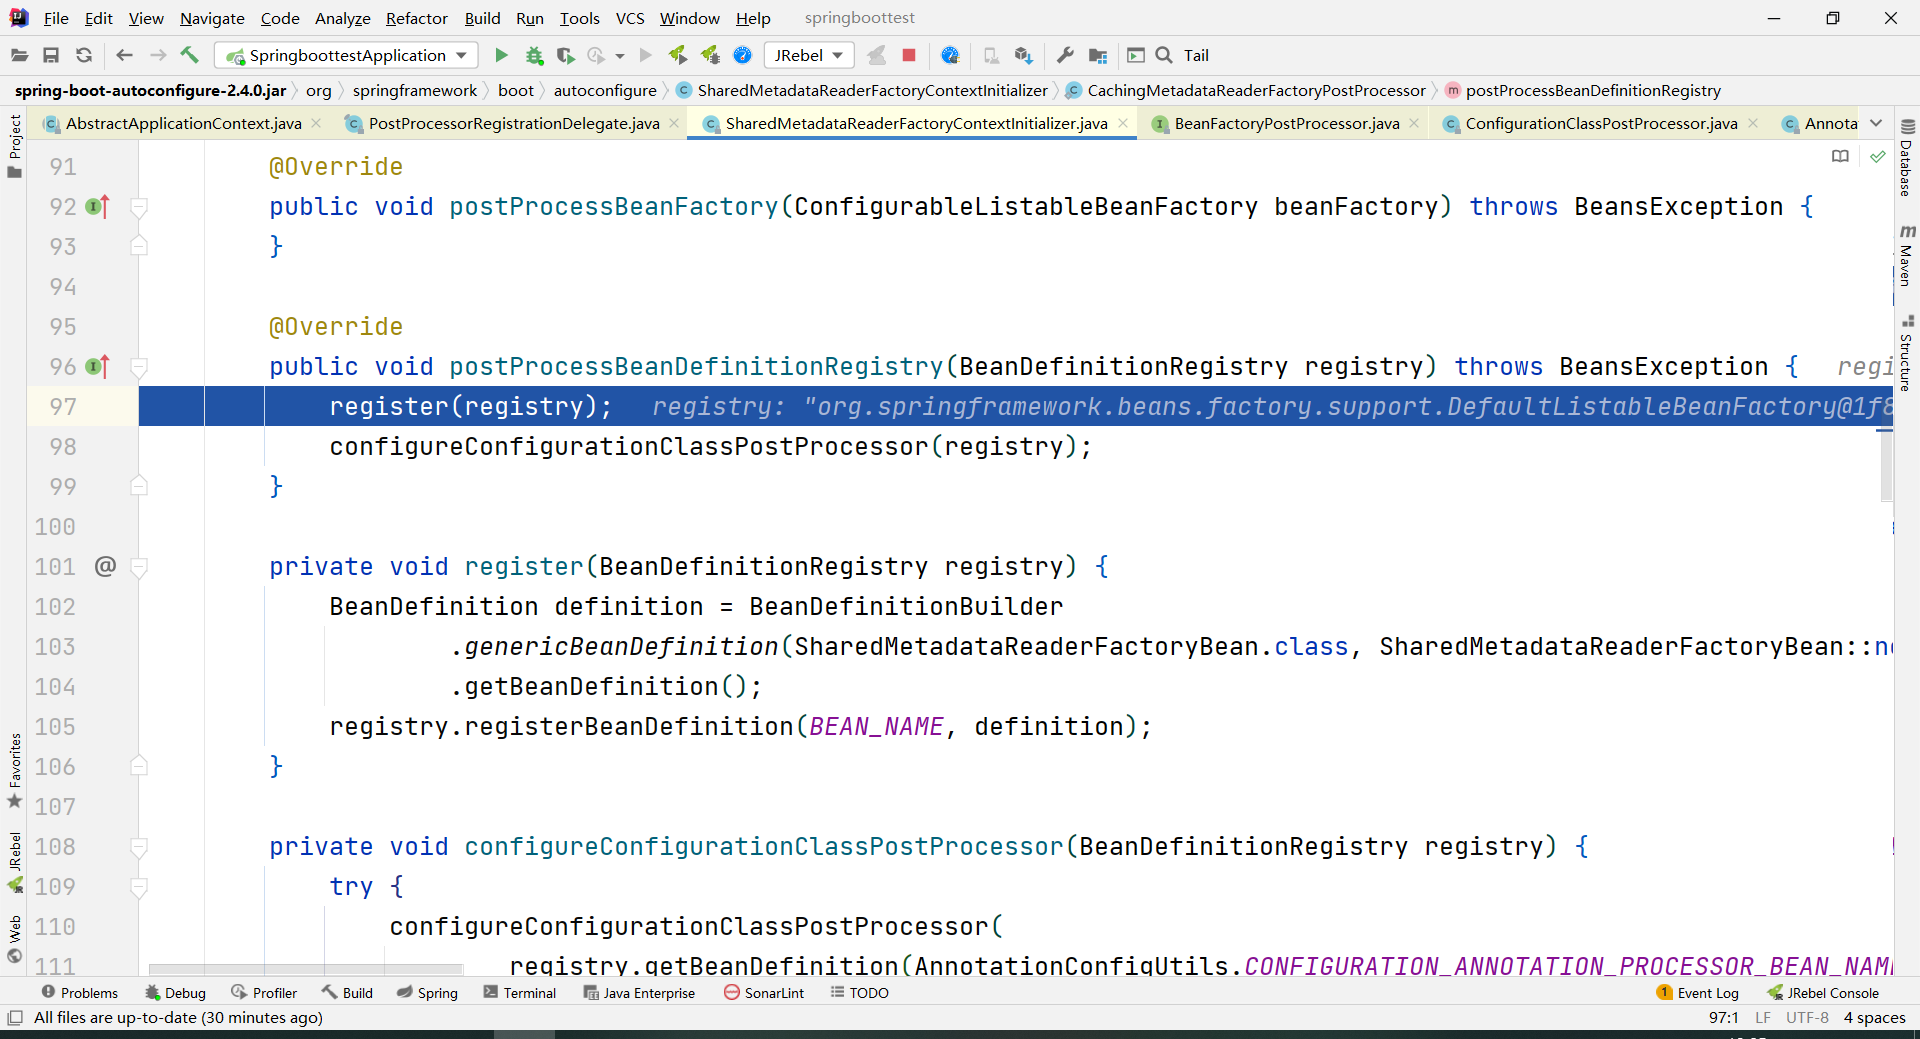 File Edit View Navigate Code Analyze Refactor Build Run Tools VCS Window Help springboottest
SpringboottestApplication JRebel Tail
spring-boot-autoconfigure-2.4.0.jar org springframework boot autoconfigure SharedMetadataReaderFactoryContextInitializer CachingMetadataReaderFactoryPostProcessor postProcessBeanDefinitionRegistry
AbstractApplicationContext.java PostProcessorRegistrationDelegate.java SharedMetadataReaderFactoryContextInitializer.java BeanFactoryPostProcessor.java ConfigurationClassPostProcessor.java Annota
Project
Favorites
JRebel
Web
91 @Override
92 public void postProcessBeanFactory(ConfigurableListableBeanFactory beanFactory) throws BeansException {
93 }
94
95 @Override
96 public void postProcessBeanDefinitionRegistry(BeanDefinitionRegistry registry) throws BeansException { regi
97 register(registry); registry: "org.springframework.beans.factory.support.DefaultListableBeanFactory@1f8
98 configureConfigurationClassPostProcessor(registry);
99 }
100
101 @ private void register(BeanDefinitionRegistry registry) {
102 BeanDefinition definition = BeanDefinitionBuilder
103 .genericBeanDefinition(SharedMetadataReaderFactoryBean.class, SharedMetadataReaderFactoryBean::ne
104 .getBeanDefinition();
105 registry.registerBeanDefinition(BEAN_NAME, definition);
106 }
107
108 private void configureConfigurationClassPostProcessor(BeanDefinitionRegistry registry) {
109 try {
110 configureConfigurationClassPostProcessor(
111 registry.getBeanDefinition(AnnotationConfigUtils.CONFIGURATION_ANNOTATION_PROCESSOR_BEAN_NAME
Database
Maven
Structure
Problems Debug Profiler Build Spring Terminal Java Enterprise SonarLint TODO 1 Event Log JRebel Console
All files are up-to-date (30 minutes ago) 97:1 LF UTF-8 4 spaces